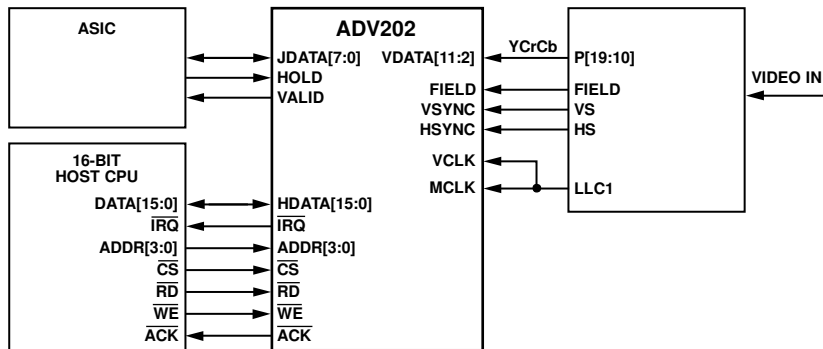 ASIC
ADV202
JDATA[7:0]
HOLD
VALID
VDATA[11:2]
FIELD
VSYNC
HSYNC
VCLK
MCLK
YCrCb
P[19:10]
FIELD
VS
HS
LLC1
VIDEO IN
16-BIT
HOST CPU
DATA[15:0]
IRQ
ADDR[3:0]
CS
RD
WE
ACK
HDATA[15:0]
IRQ
ADDR[3:0]
CS
RD
WE
ACK